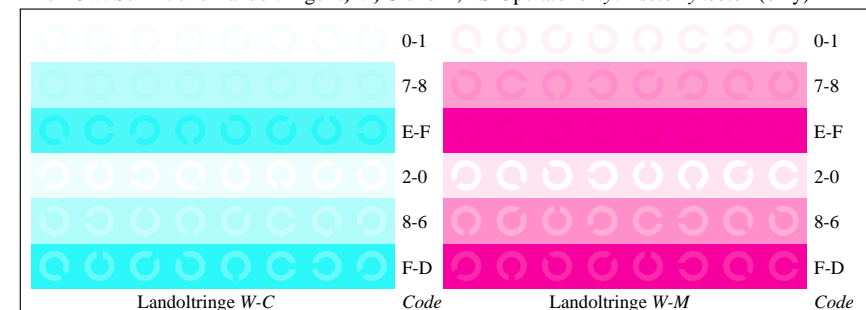 0-1 0-1
7-8 7-8
E-F E-F
2-0 2-0
8-6 8-6
F-D F-D
Landoltringe W-C Code Landoltringe W-M Code